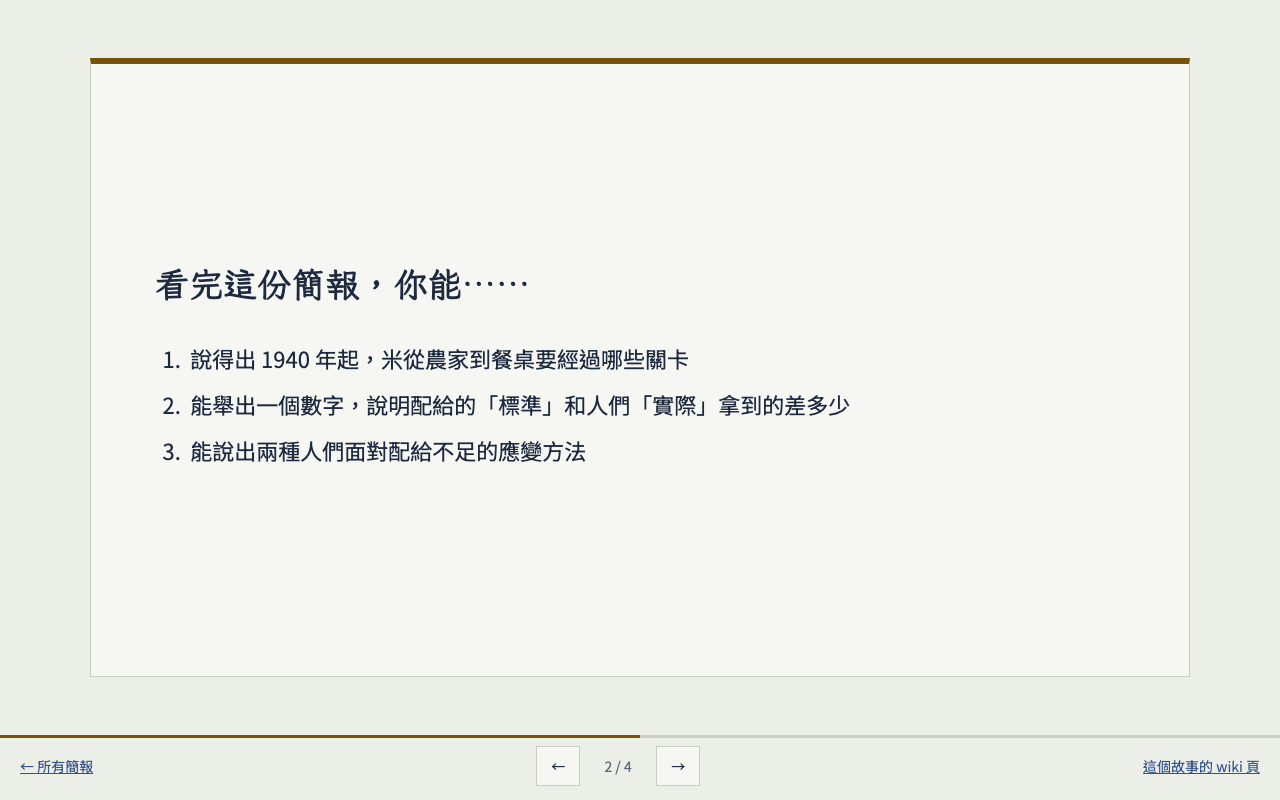 看完這份簡報，你能⋯⋯
1. 說得出 1940 年起，米從農家到餐桌要經過哪些關卡
2. 能舉出一個數字，說明配給的「標準」和人們「實際」拿到的差多少
3. 能說出兩種人們面對配給不足的應變方法
← 所有簡報
←
2 / 4
→
這個故事的 wiki 頁